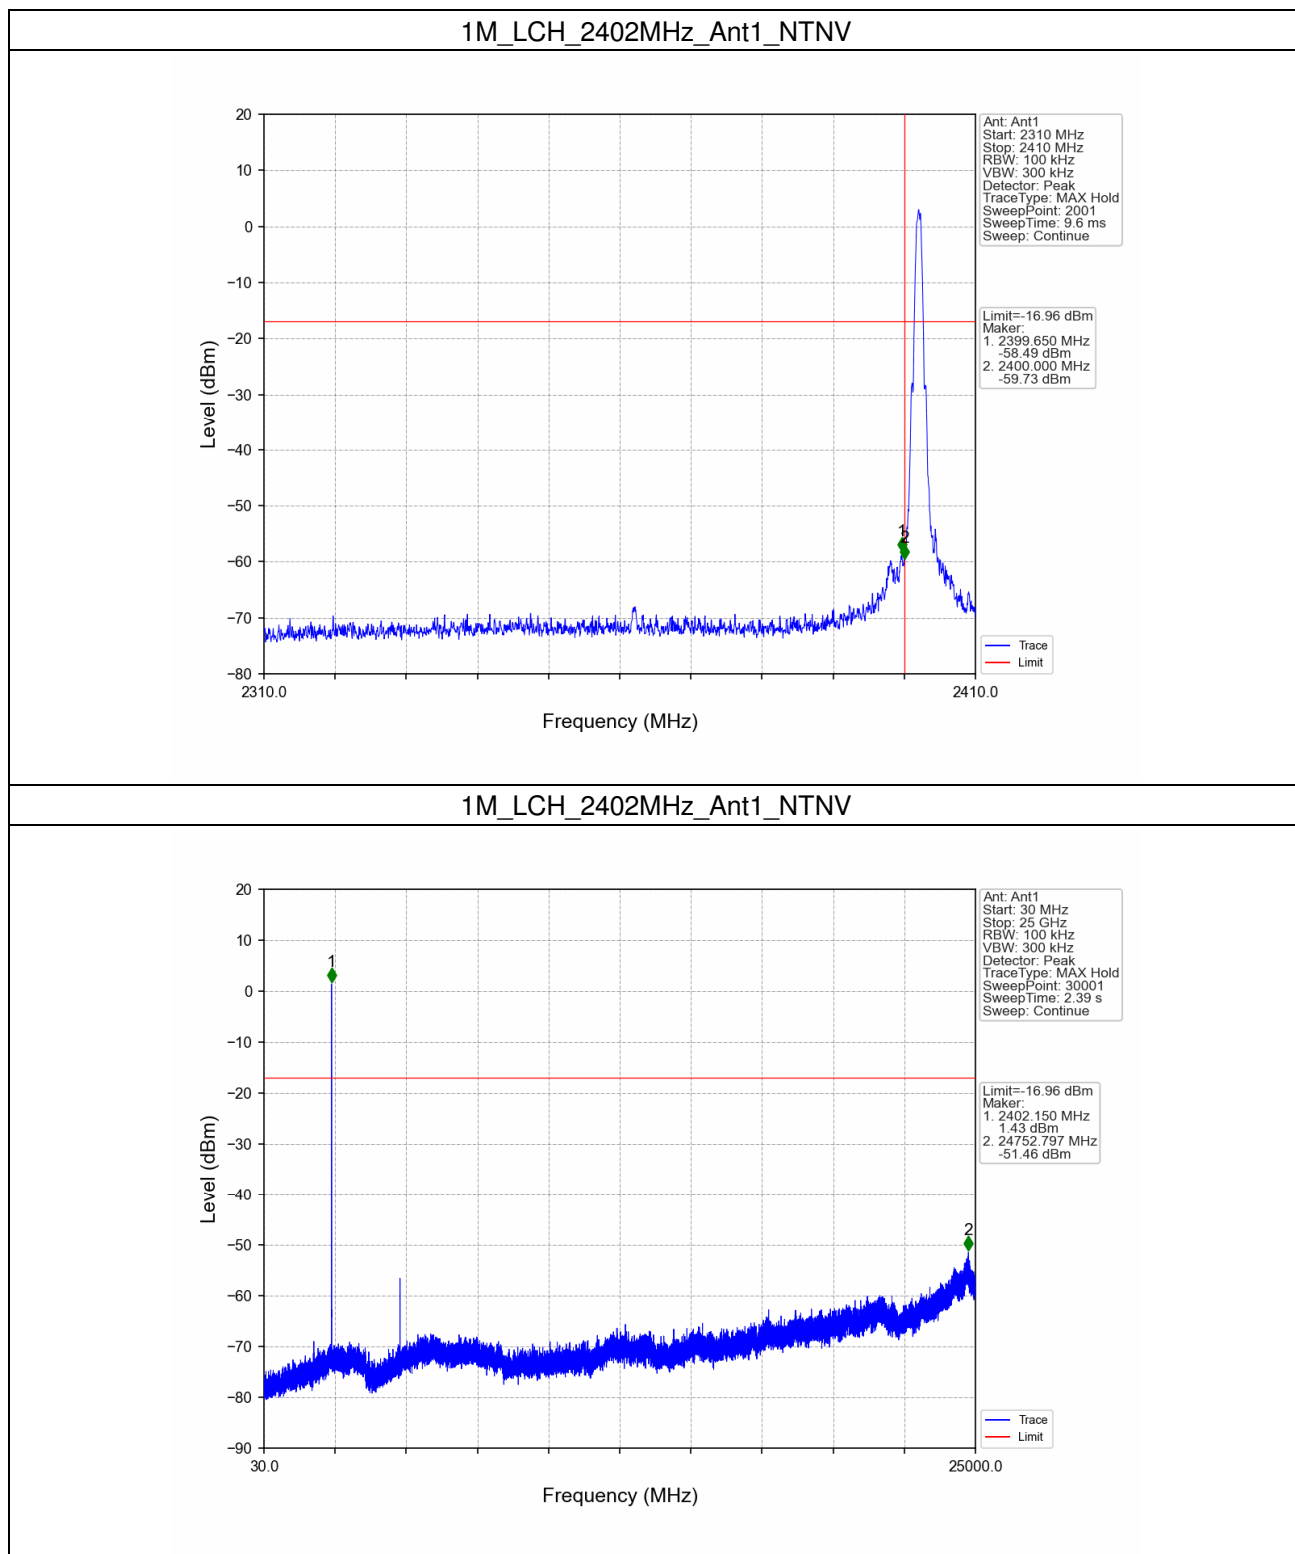 1M_LCH_2402MHz_Ant1_NTNV
20
10
0
−10
−20
−30
−40
−50
−60
−70
−80
Level (dBm)
2310.0
2410.0
Frequency (MHz)
1
2
Ant: Ant1
Start: 2310 MHz
Stop: 2410 MHz
RBW: 100 kHz
VBW: 300 kHz
Detector: Peak
TraceType: MAX Hold
SweepPoint: 2001
SweepTime: 9.6 ms
Sweep: Continue
Limit=-16.96 dBm
Maker:
1. 2399.650 MHz
-58.49 dBm
2. 2400.000 MHz
-59.73 dBm
Trace
Limit
1M_LCH_2402MHz_Ant1_NTNV
20
10
0
−10
−20
−30
−40
−50
−60
−70
−80
−90
Level (dBm)
30.0
25000.0
Frequency (MHz)
1
2
Ant: Ant1
Start: 30 MHz
Stop: 25 GHz
RBW: 100 kHz
VBW: 300 kHz
Detector: Peak
TraceType: MAX Hold
SweepPoint: 30001
SweepTime: 2.39 s
Sweep: Continue
Limit=-16.96 dBm
Maker:
1. 2402.150 MHz
1.43 dBm
2. 24752.797 MHz
-51.46 dBm
Trace
Limit